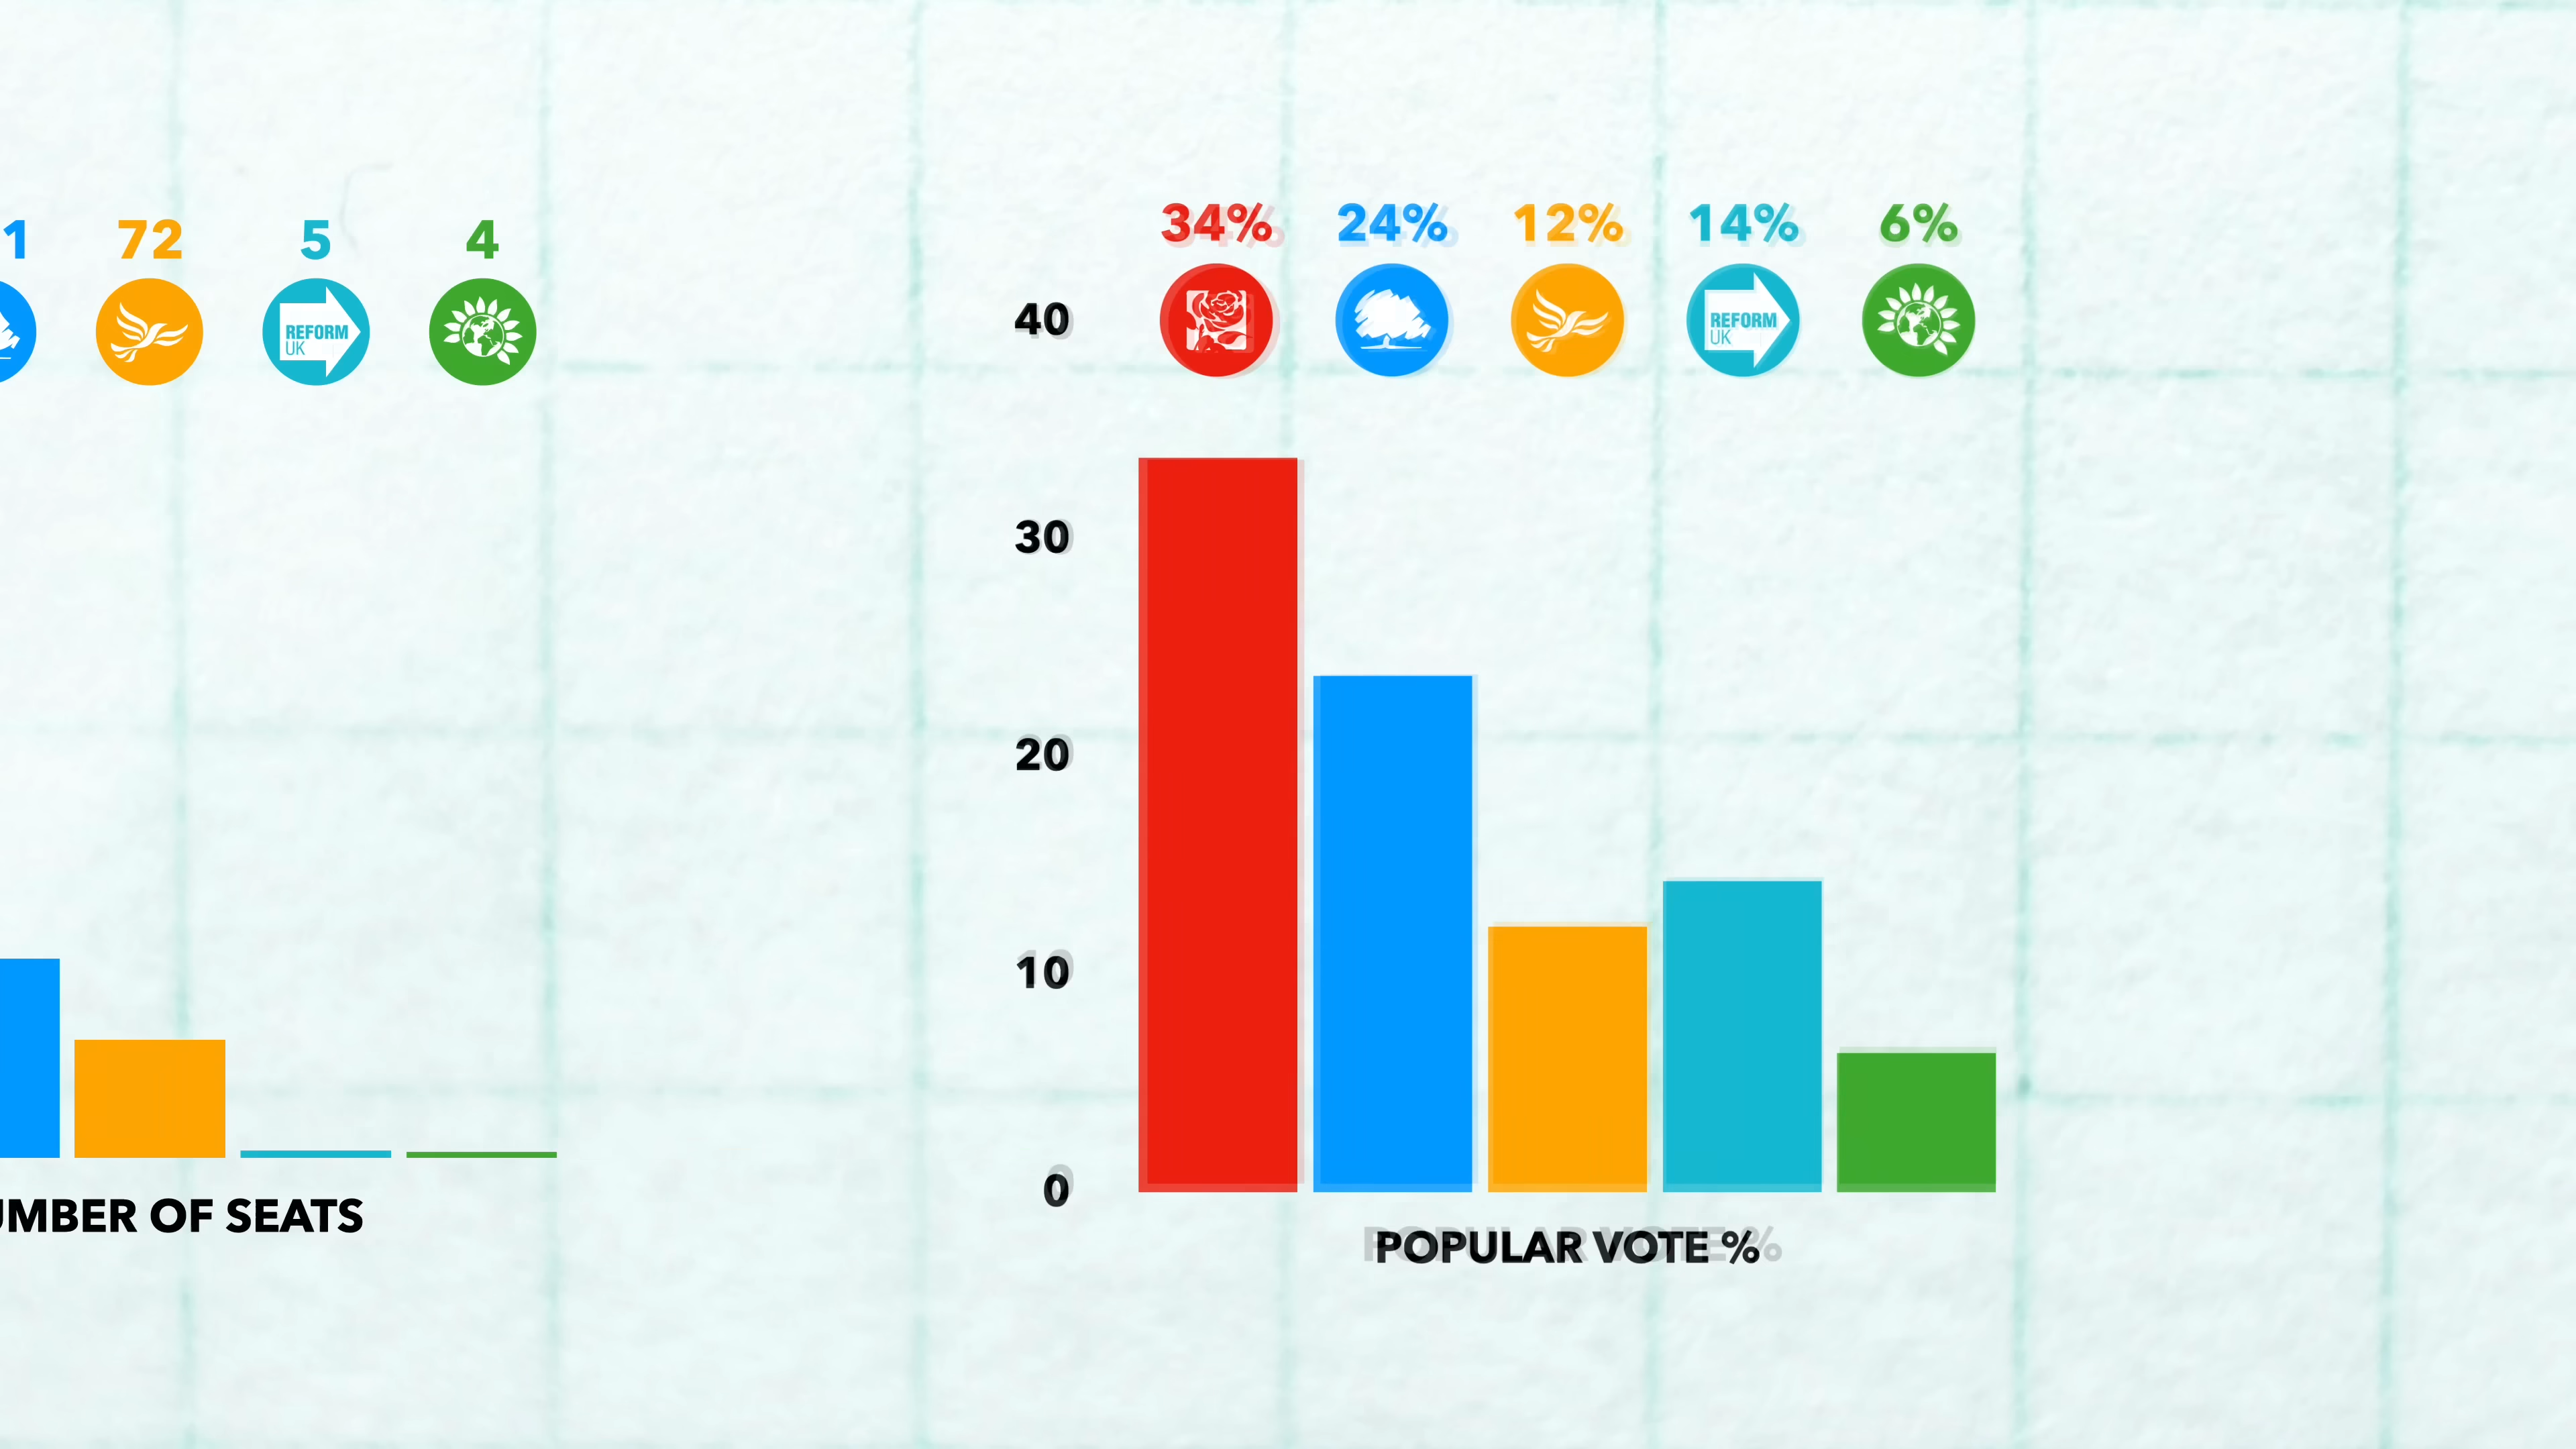 1 72 5 4
REFORM
UK
UMBER OF SEATS
34% 24% 12% 14% 6%
REFORM
UK
40
30
20
10
0
POPULAR VOTE %